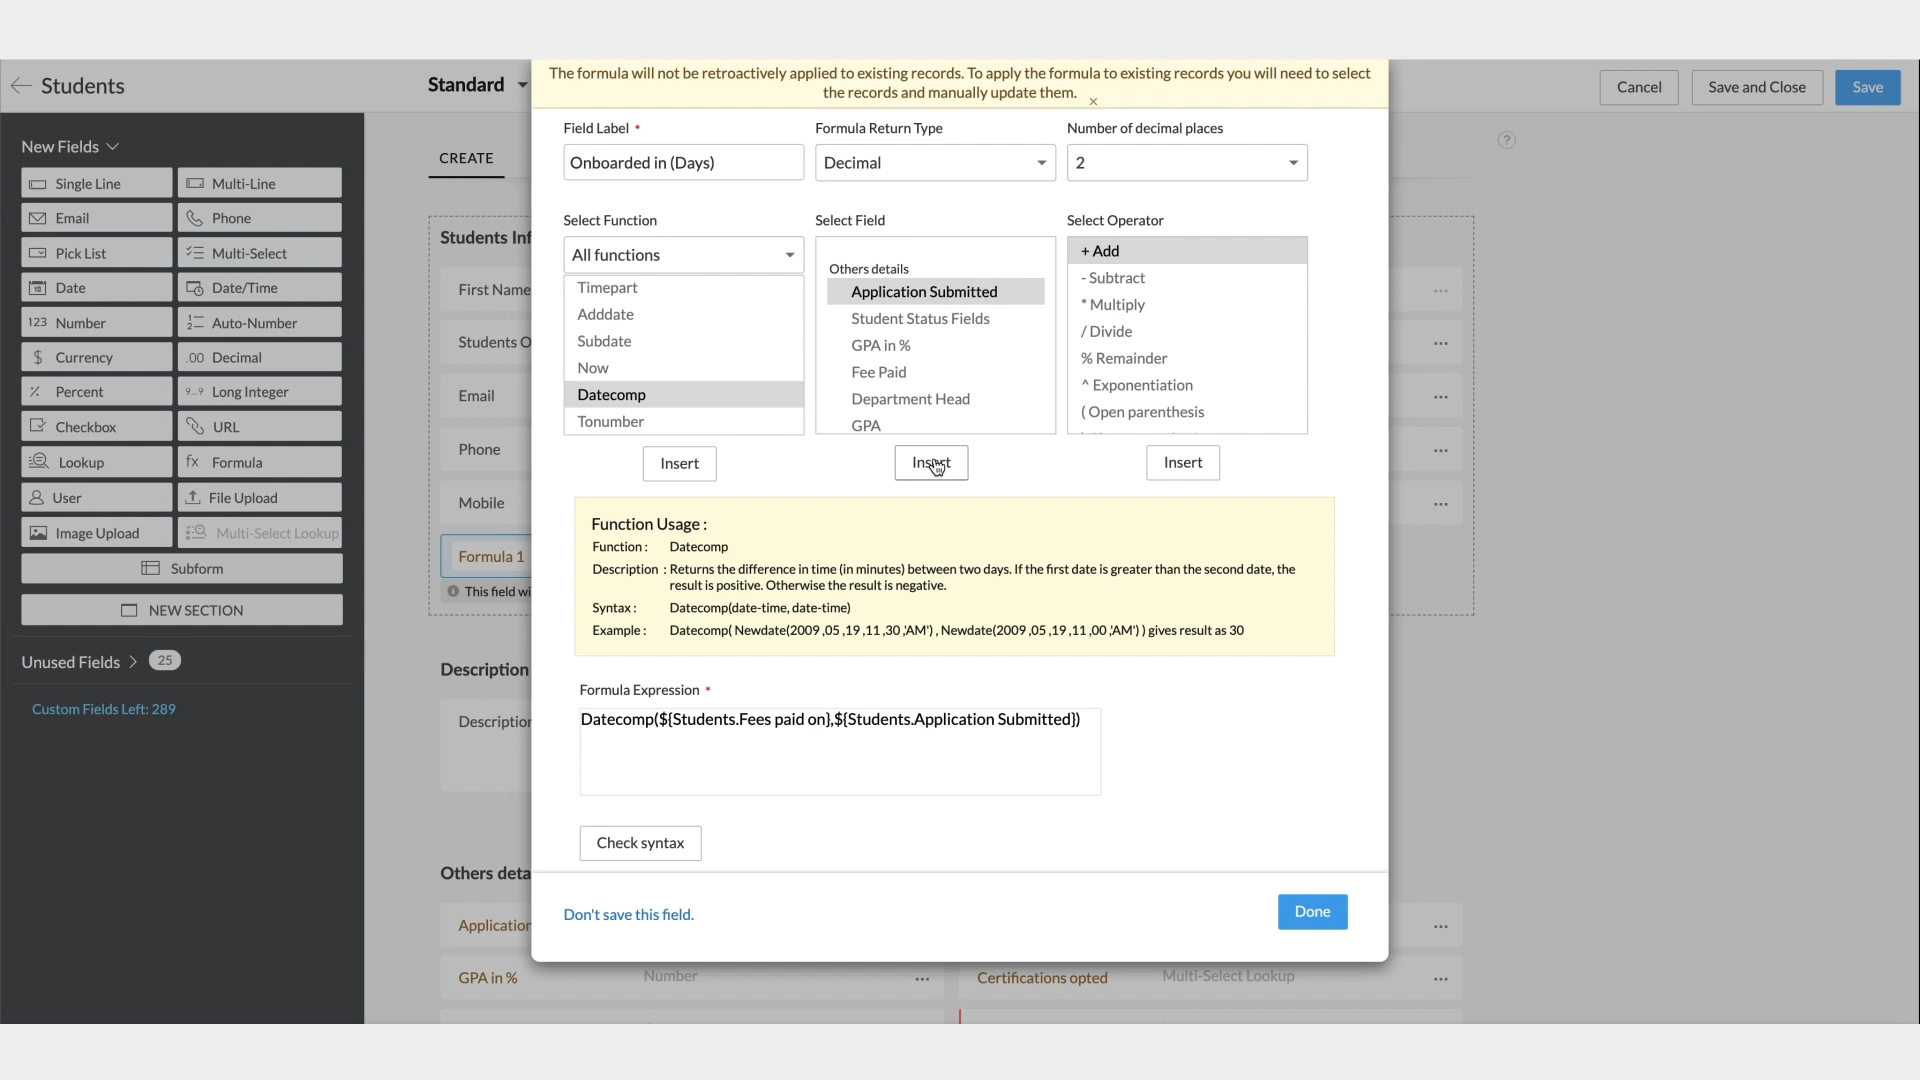 The formula will not be retroactively applied to existing records. To apply the formula to existing records you will need to select
the records and manually update them.
Students
Standard
Cancel
Save and Close
Save
New Fields
CREATE
Single Line
Multi-Line
Email
Phone
Pick List
Multi-Select
Date
Date/Time
123 Number
Auto-Number
$ Currency
.00 Decimal
% Percent
Long Integer
Checkbox
URL
Lookup
fx Formula
User
File Upload
Image Upload
Multi-Select Lookup
Subform
NEW SECTION
Unused Fields > 25
Custom Fields Left: 289
Students Inf
First Name
Students O
Email
Phone
Mobile
Formula 1
This field wi
Description
Description
Others deta
Application
GPA in %
Number
Certifications opted
Multi-Select Lookup
Field Label *
Formula Return Type
Number of decimal places
Onboarded in (Days)
Decimal
2
Select Function
Select Field
Select Operator
All functions
Timepart
Adddate
Subdate
Now
Datecomp
Tonumber
Others details
Application Submitted
Student Status Fields
GPA in %
Fee Paid
Department Head
GPA
+ Add
- Subtract
* Multiply
/ Divide
% Remainder
^ Exponentiation
( Open parenthesis
Insert
Insert
Insert
Function Usage :
Function : Datecomp
Description : Returns the difference in time (in minutes) between two days. If the first date is greater than the second date, the
result is positive. Otherwise the result is negative.
Syntax : Datecomp(date-time, date-time)
Example : Datecomp( Newdate(2009 ,05 ,19 ,11 ,30 ,'AM') , Newdate(2009 ,05 ,19 ,11 ,00 ,'AM') ) gives result as 30
Formula Expression *
Datecomp(${Students.Fees paid on},${Students.Application Submitted})
Check syntax
Don't save this field.
Done